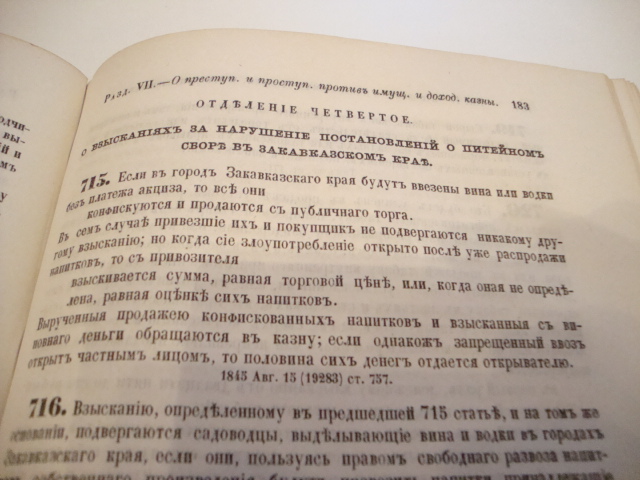 Разд. VII.—О преступ. и проступ. противъ имущ. и доход. казны. 183
ОТДѢЛЕНІЕ ЧЕТВЕРТОЕ.
О ВЗЫСКАНІЯХЪ ЗА НАРУШЕНІЕ ПОСТАНОВЛЕНІЙ О ПИТЕЙНОМЪ
СБОРѢ ВЪ ЗАКАВКАЗСКОМЪ КРАѢ.
715. Если въ городъ Закавказскаго края будутъ ввезены вина или водки
безъ платежа акциза, то всѣ они
конфискуются и продаются съ публичнаго торга.
Въ семъ случаѣ привезшіе ихъ и покупщикъ не подвергаются никакому дру-
гому взысканію; но когда сіе злоупотребленіе открыто послѣ уже распродажи
напитковъ, то съ привозителя
взыскивается сумма, равная торговой цѣнѣ, или, когда оная не опредѣ-
лена, равная оцѣнкѣ сихъ напитковъ.
Вырученныя продажею конфискованныхъ напитковъ и взысканныя съ ви-
новнаго деньги обращаются въ казну; если однакожъ запрещенный ввозъ
открытъ частнымъ лицомъ, то половина сихъ денегъ отдается открывателю.
1845 Авг. 15 (19283) ст. 757.
716. Взысканію, опредѣленному въ предшедшей 715 статьѣ, и на томъ же
основаніи, подвергаются садоводцы, выдѣлывающіе вина и водки въ городахъ
Закавказскаго края, если они, пользуясь правомъ свободнаго развоза напит-